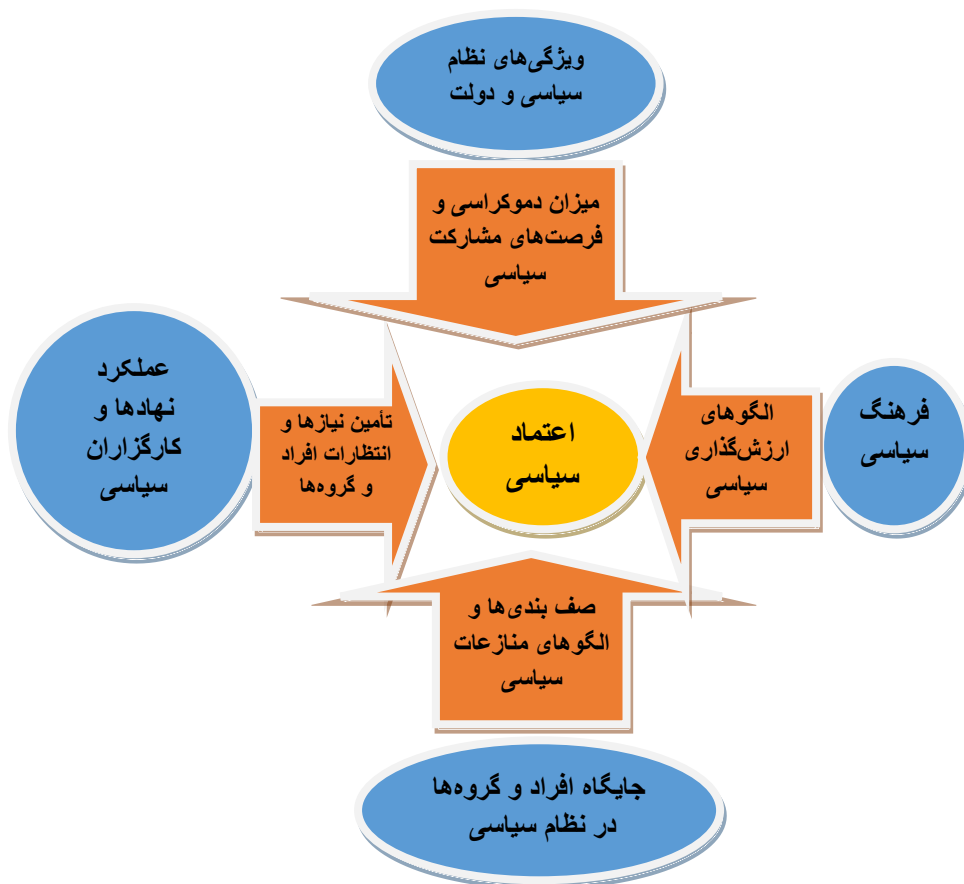 ویژگی‌های نظام
سیاسی و دولت
میزان دموکراسی و
فرصت‌های مشارکت
سیاسی
فرهنگ
سیاسی
الگوهای
ارزش‌گذاری
سیاسی
اعتماد
سیاسی
تأمین نیازها و
انتظارات افراد
و گروه‌ها
عملکرد
نهادها و
کارگزاران
سیاسی
صف بندی‌ها و
الگوهای منازعات
سیاسی
جایگاه افراد و گروه‌ها
در نظام سیاسی